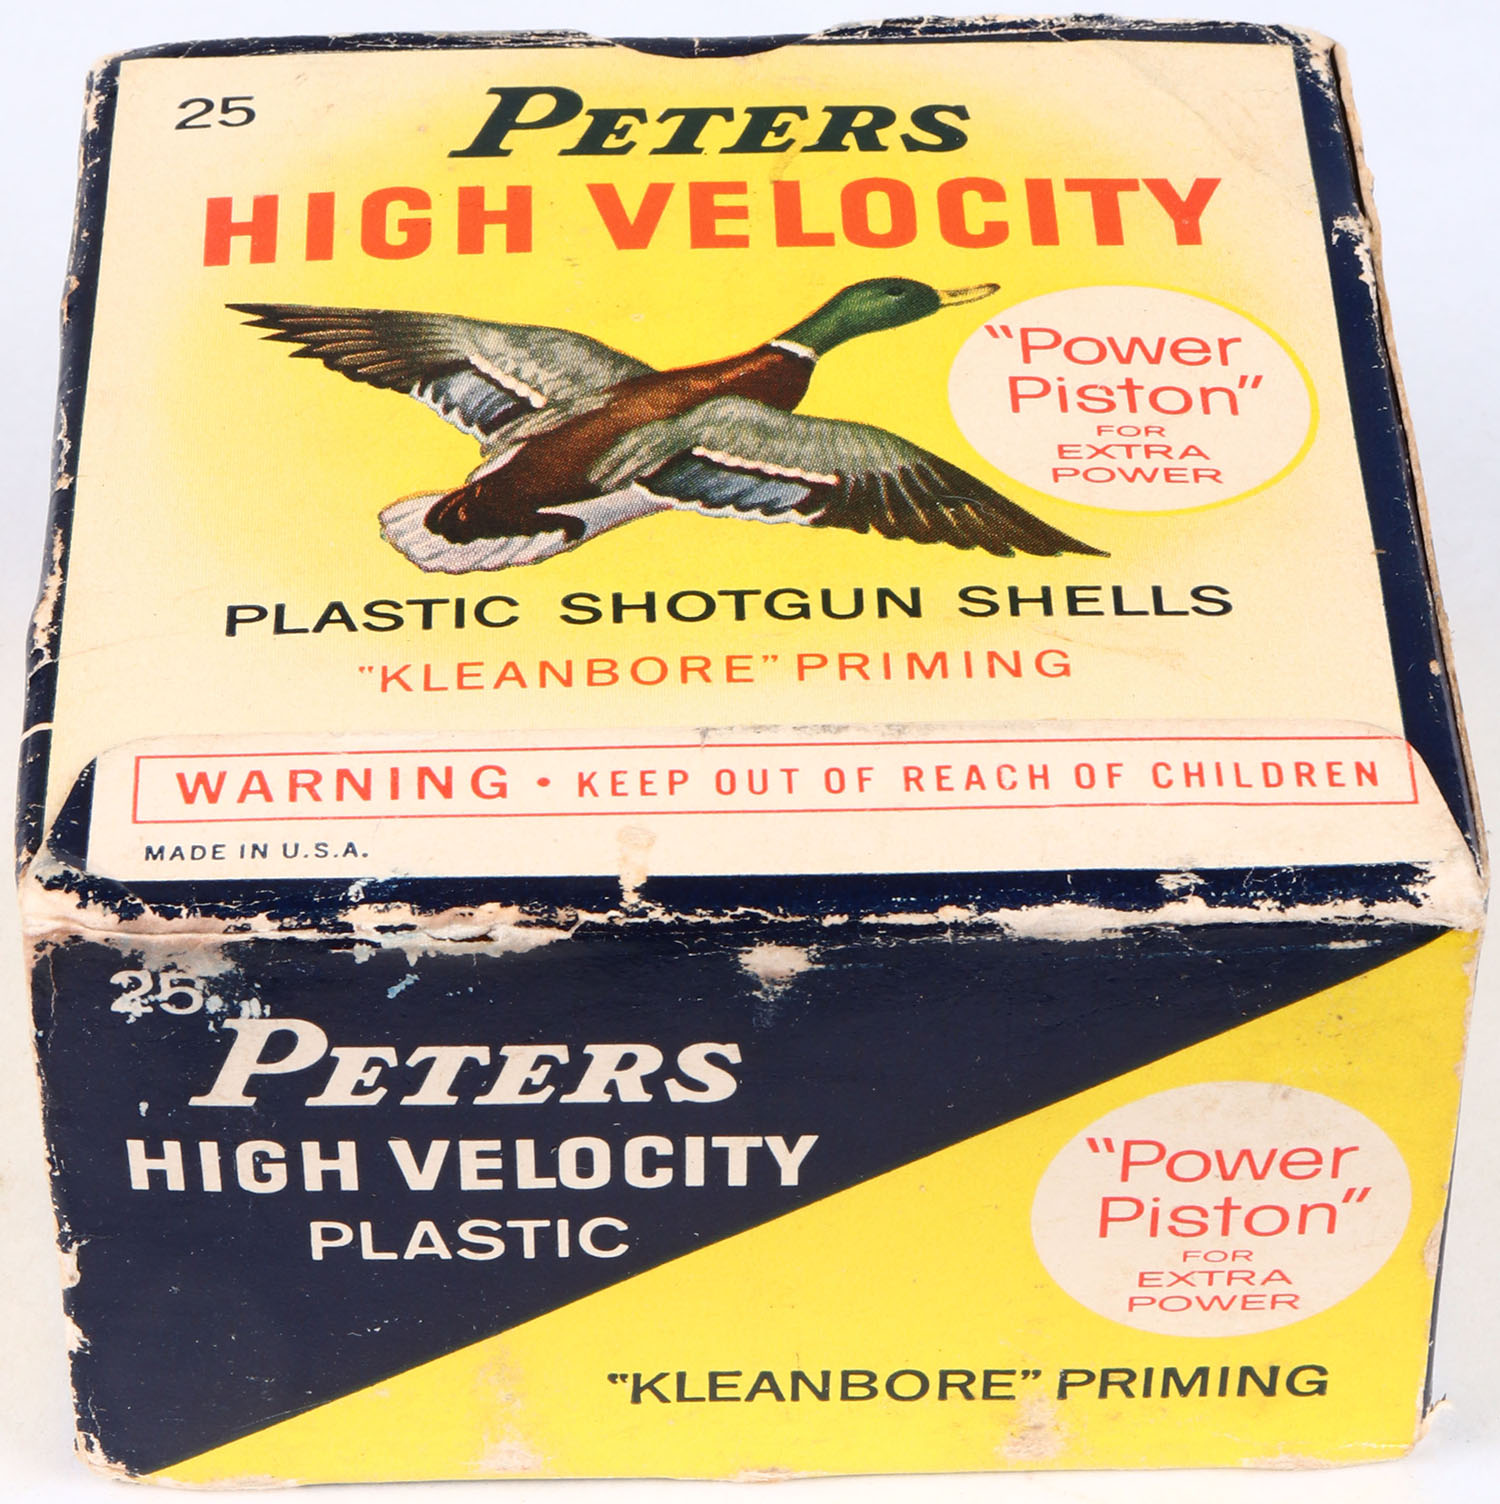 25
PETERS
HIGH VELOCITY
"Power
Piston"
FOR
EXTRA
POWER
PLASTIC SHOTGUN SHELLS
"KLEANBORE" PRIMING
WARNING • KEEP OUT OF REACH OF CHILDREN
MADE IN U.S.A.
25
PETERS
HIGH VELOCITY
PLASTIC
"Power
Piston"
FOR
EXTRA
POWER
"KLEANBORE" PRIMING